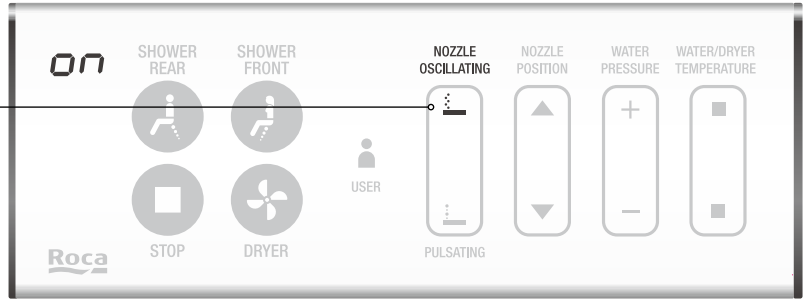 on
SHOWER
REAR
SHOWER
FRONT
NOZZLE
OSCILLATING
NOZZLE
POSITION
WATER
PRESSURE
WATER/DRYER
TEMPERATURE
USER
STOP
DRYER
PULSATING
Roca